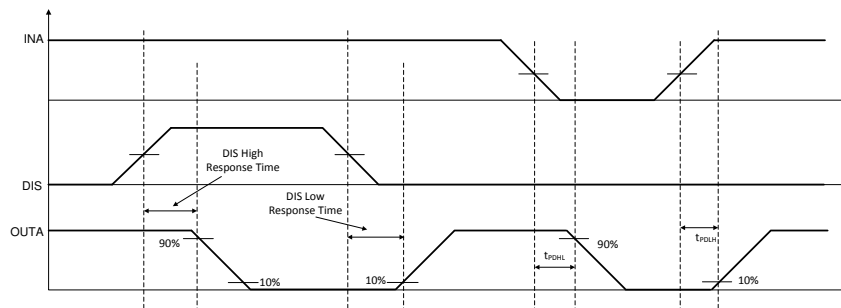 INA
DIS High
Response Time
DIS
DIS Low
Response Time
OUTA
90%
10%
10%
tPDHL
90%
tPDLH
10%